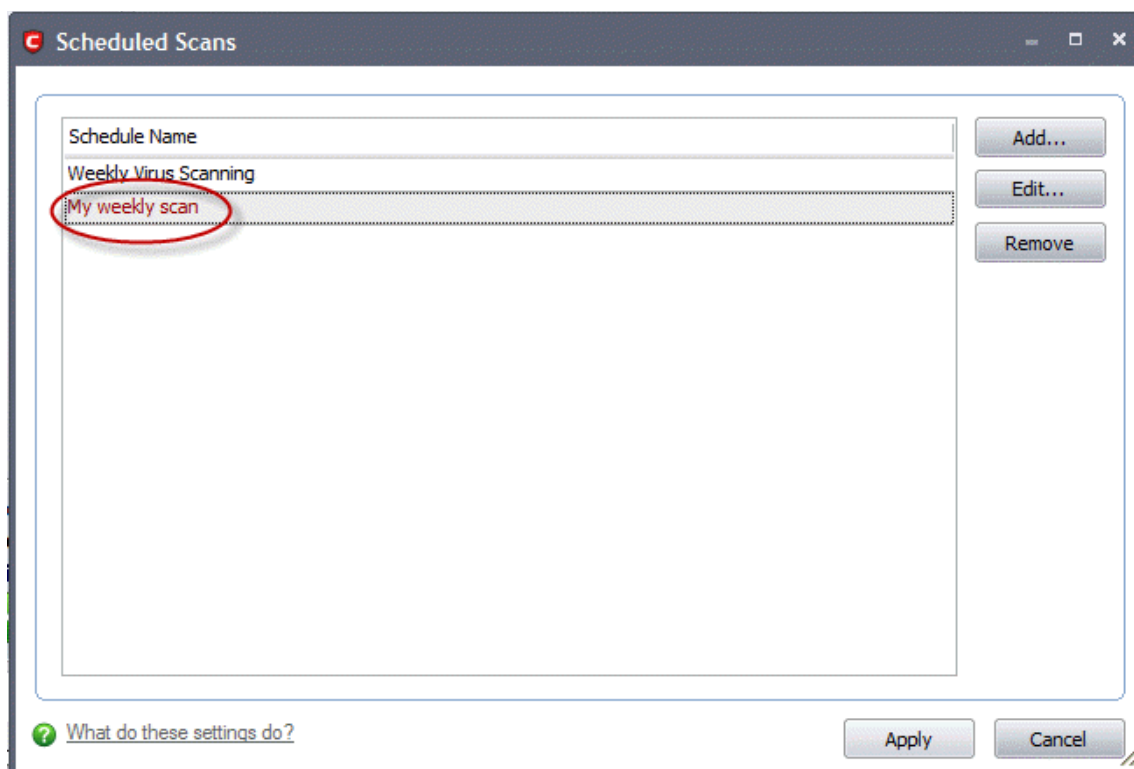 Scheduled Scans
Schedule Name
Weekly Virus Scanning
My weekly scan
Add...
Edit...
Remove
What do these settings do?
Apply
Cancel